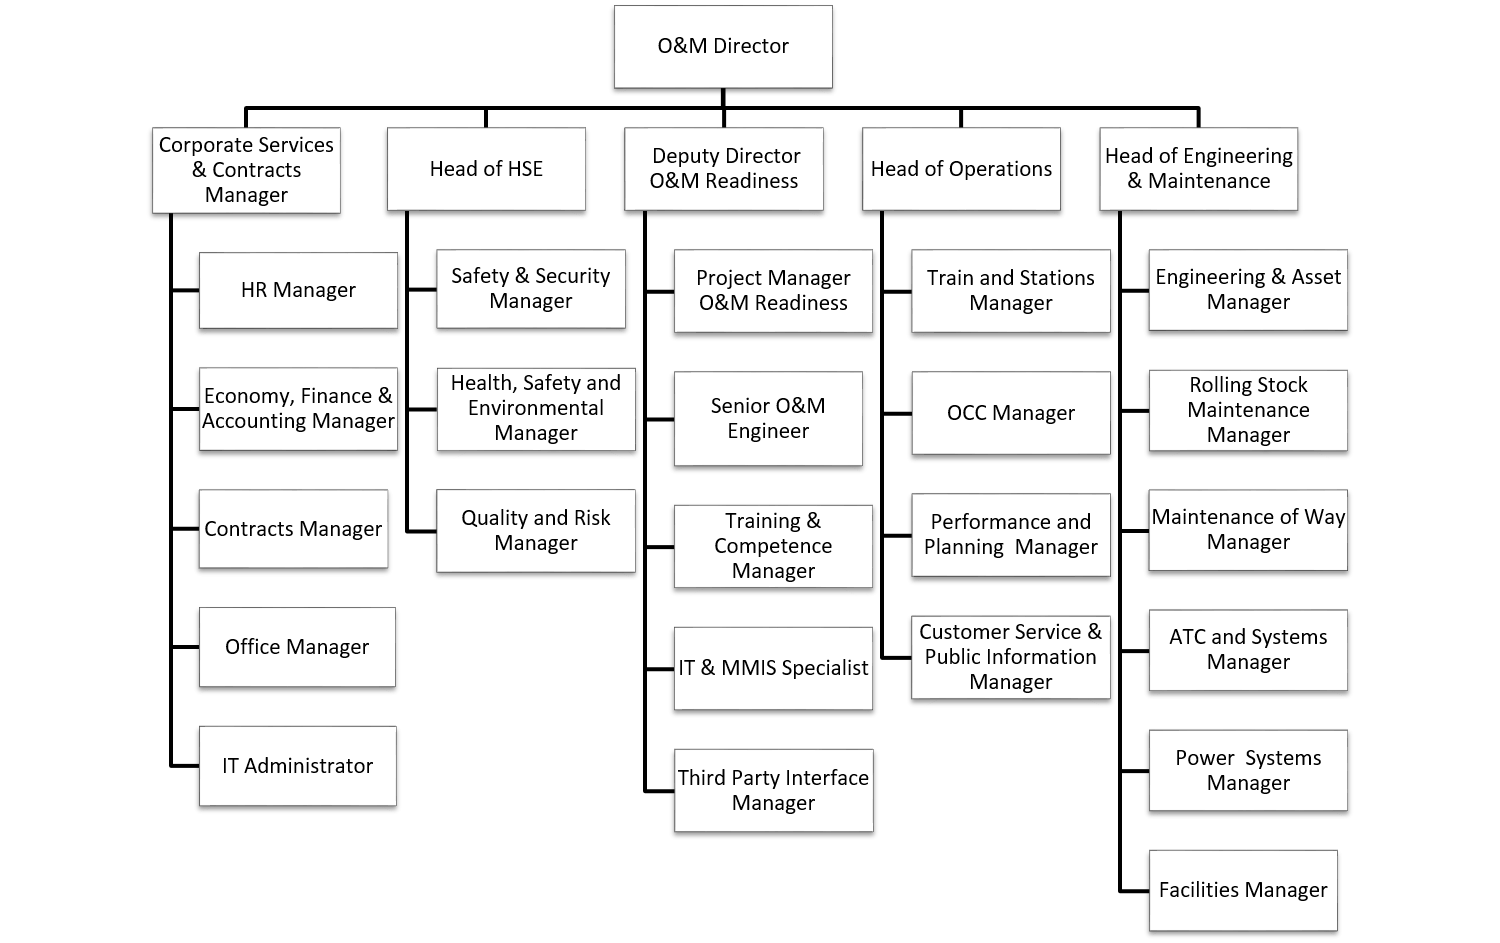 O&M Director
Corporate Services
& Contracts
Manager
Head of HSE
Deputy Director
O&M Readiness
Head of Operations
Head of Engineering
& Maintenance
HR Manager
Economy, Finance &
Accounting Manager
Contracts Manager
Office Manager
IT Administrator
Safety & Security
Manager
Health, Safety and
Environmental
Manager
Quality and Risk
Manager
Project Manager
O&M Readiness
Senior O&M
Engineer
Training &
Competence
Manager
IT & MMIS Specialist
Third Party Interface
Manager
Train and Stations
Manager
OCC Manager
Performance and
Planning  Manager
Customer Service &
Public Information
Manager
Engineering & Asset
Manager
Rolling Stock
Maintenance
Manager
Maintenance of Way
Manager
ATC and Systems
Manager
Power  Systems
Manager
Facilities Manager